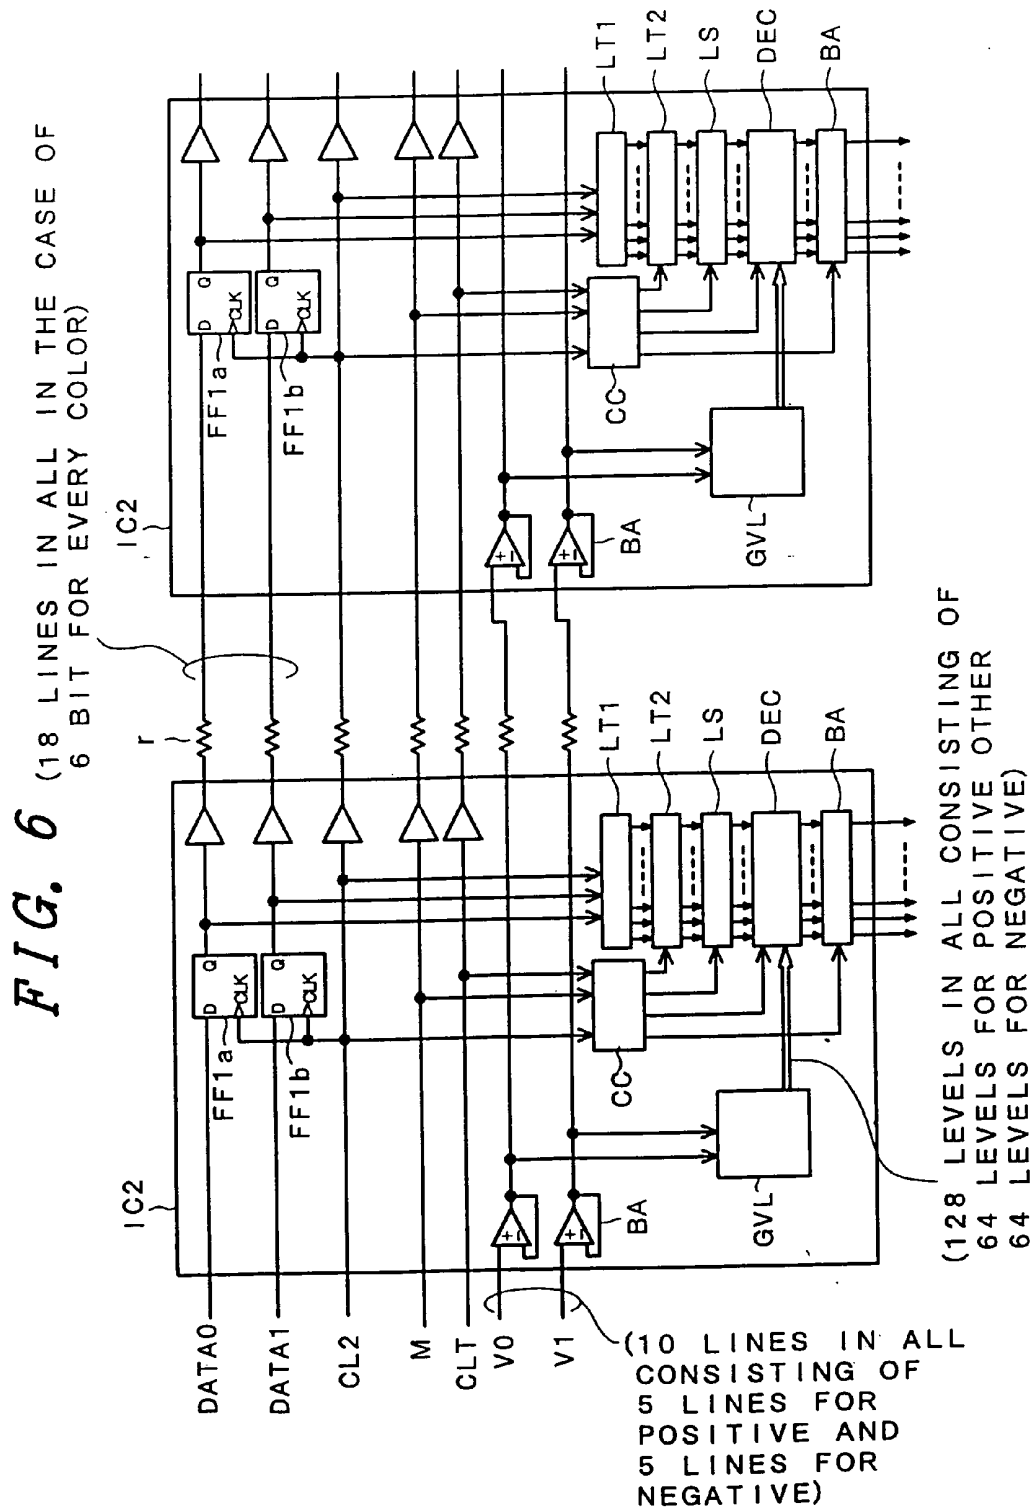 FIG. 6
(18 LINES IN ALL IN THE CASE OF
6 BIT FOR EVERY COLOR)
IC2
IC2
r
DATA0
D Q
CLK
FF1a
D Q
CLK
FF1a
DATA1
D Q
CLK
FF1b
D Q
CLK
FF1b
CL2
M
CLT
V0
+ −
+ −
V1
+ −
+ −
BA
BA
(10 LINES IN ALL
CONSISTING OF
5 LINES FOR
POSITIVE AND
5 LINES FOR
NEGATIVE)
CC
LT1
LT2
LS
DEC
BA
GVL
CC
LT1
LT2
LS
DEC
BA
GVL
(128 LEVELS IN ALL CONSISTING OF
64 LEVELS FOR POSITIVE OTHER
64 LEVELS FOR NEGATIVE)